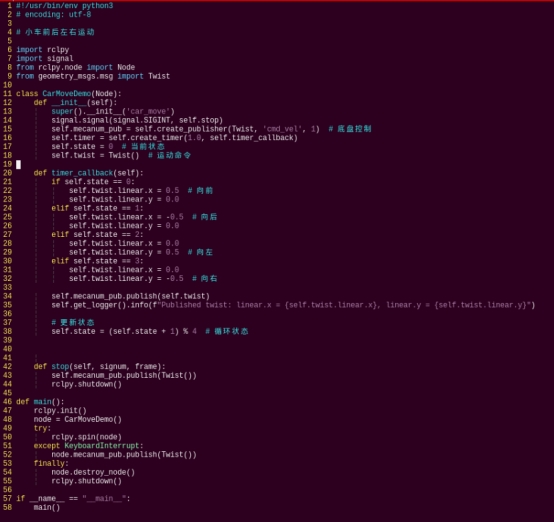 1 #!/usr/bin/env python3
2 # encoding: utf-8
3
4 # 小车前后左右运动
5
6 import rclpy
7 import signal
8 from rclpy.node import Node
9 from geometry_msgs.msg import Twist
10
11 class CarMoveDemo(Node):
12     def __init__(self):
13         super().__init__('car_move')
14         signal.signal(signal.SIGINT, self.stop)
15         self.mecanum_pub = self.create_publisher(Twist, 'cmd_vel', 1)  # 底盘控制
16         self.timer = self.create_timer(1.0, self.timer_callback)
17         self.state = 0  # 当前状态
18         self.twist = Twist()  # 运动命令
19
20     def timer_callback(self):
21         if self.state == 0:
22             self.twist.linear.x = 0.5  # 向前
23             self.twist.linear.y = 0.0
24         elif self.state == 1:
25             self.twist.linear.x = -0.5  # 向后
26             self.twist.linear.y = 0.0
27         elif self.state == 2:
28             self.twist.linear.x = 0.0
29             self.twist.linear.y = 0.5  # 向左
30         elif self.state == 3:
31             self.twist.linear.x = 0.0
32             self.twist.linear.y = -0.5  # 向右
33
34         self.mecanum_pub.publish(self.twist)
35         self.get_logger().info(f"Published twist: linear.x = {self.twist.linear.x}, linear.y = {self.twist.linear.y}")
36
37         # 更新状态
38         self.state = (self.state + 1) % 4  # 循环状态
39
40
41
42     def stop(self, signum, frame):
43         self.mecanum_pub.publish(Twist())
44         rclpy.shutdown()
45
46 def main():
47     rclpy.init()
48     node = CarMoveDemo()
49     try:
50         rclpy.spin(node)
51     except KeyboardInterrupt:
52         node.mecanum_pub.publish(Twist())
53     finally:
54         node.destroy_node()
55         rclpy.shutdown()
56
57 if __name__ == "__main__":
58     main()